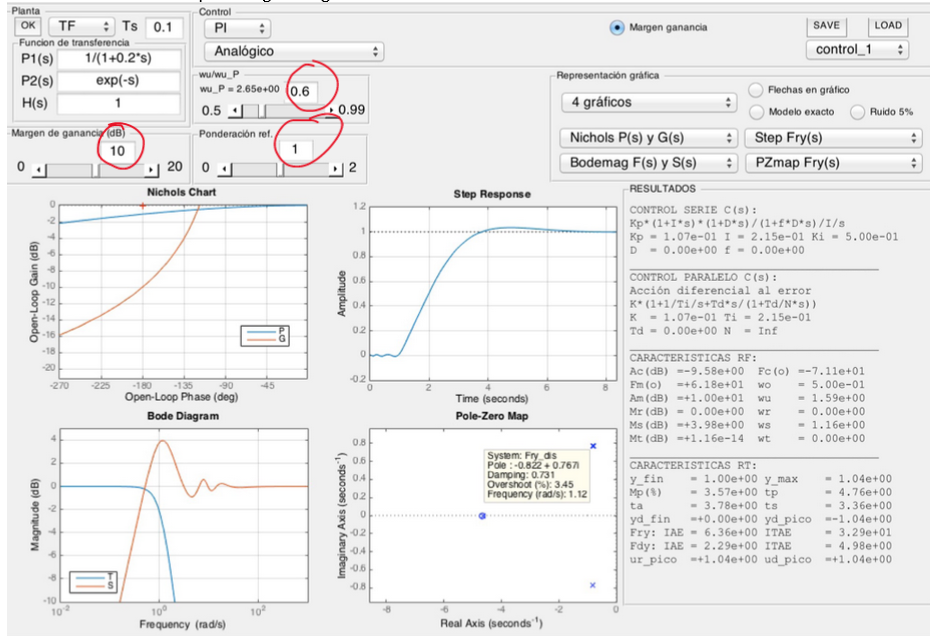 Planta
OK TF Ts 0.1
Funcion de transferencia
P1(s) 1/(1+0.2*s)
P2(s) exp(-s)
H(s) 1
Control
PI
Analógico
Margen ganancia
SAVE LOAD
control_1
wu/wu_P
wu_P = 2.65e+00 0.6
0.5 0.99
Margen de ganancia (dB)
10
0 20
Ponderación ref.
1
0 2
Representación gráfica
4 gráficos
Flechas en gráfico
Modelo exacto Ruido 5%
Nichols P(s) y G(s) Step Fry(s)
Bodemag F(s) y S(s) PZmap Fry(s)
Nichols Chart
Open-Loop Gain (dB)
0
-2
-4
-6
-8
-10
-12
-14
-16
-18
-20
P
G
-270 -225 -180 -135 -90 -45
Open-Loop Phase (deg)
Step Response
Amplitude
1.2
1
0.8
0.6
0.4
0.2
0
-0.2
0 2 4 6 8
Time (seconds)
Bode Diagram
Magnitude (dB)
4
2
0
-2
-4
-6
-8
-10
T
S
10^-2 10^0 10^2
Frequency (rad/s)
Pole-Zero Map
Imaginary Axis (seconds^-1)
0.8
0.6
0.4
0.2
0
-0.2
-0.4
-0.6
-0.8
System: Fry_dis
Pole : -0.822 + 0.767i
Damping: 0.731
Overshoot (%): 3.45
Frequency (rad/s): 1.12
-8 -6 -4 -2 0
Real Axis (seconds^-1)
RESULTADOS
CONTROL SERIE C(s):
Kp*(1+I*s)*(1+D*s)/(1+f*D*s)/I/s
Kp = 1.07e-01 I = 2.15e-01 Ki = 5.00e-01
D = 0.00e+00 f = 0.00e+00
CONTROL PARALELO C(s):
Acción diferencial al error
K*(1+1/Ti/s+Td*s/(1+Td/N*s))
K = 1.07e-01 Ti = 2.15e-01
Td = 0.00e+00 N = Inf
CARACTERISTICAS RF:
Ac(dB) =-9.58e+00 Fc(o) =-7.11e+01
Fm(o) =+6.18e+01 wo = 5.00e-01
Am(dB) =+1.00e+01 wu = 1.59e+00
Mr(dB) = 0.00e+00 wr = 0.00e+00
Ms(dB) =+3.98e+00 ws = 1.16e+00
Mt(dB) =+1.16e-14 wt = 0.00e+00
CARACTERISTICAS RT:
y_fin = 1.00e+00 y_max = 1.04e+00
Mp(%) = 3.57e+00 tp = 4.76e+00
ta = 3.78e+00 ts = 3.36e+00
yd_fin =+0.00e+00 yd_pico =-1.04e+00
Fry: IAE = 6.36e+00 ITAE = 3.29e+01
Fdy: IAE = 2.29e+00 ITAE = 4.98e+00
ur_pico =+1.04e+00 ud_pico =+1.04e+00